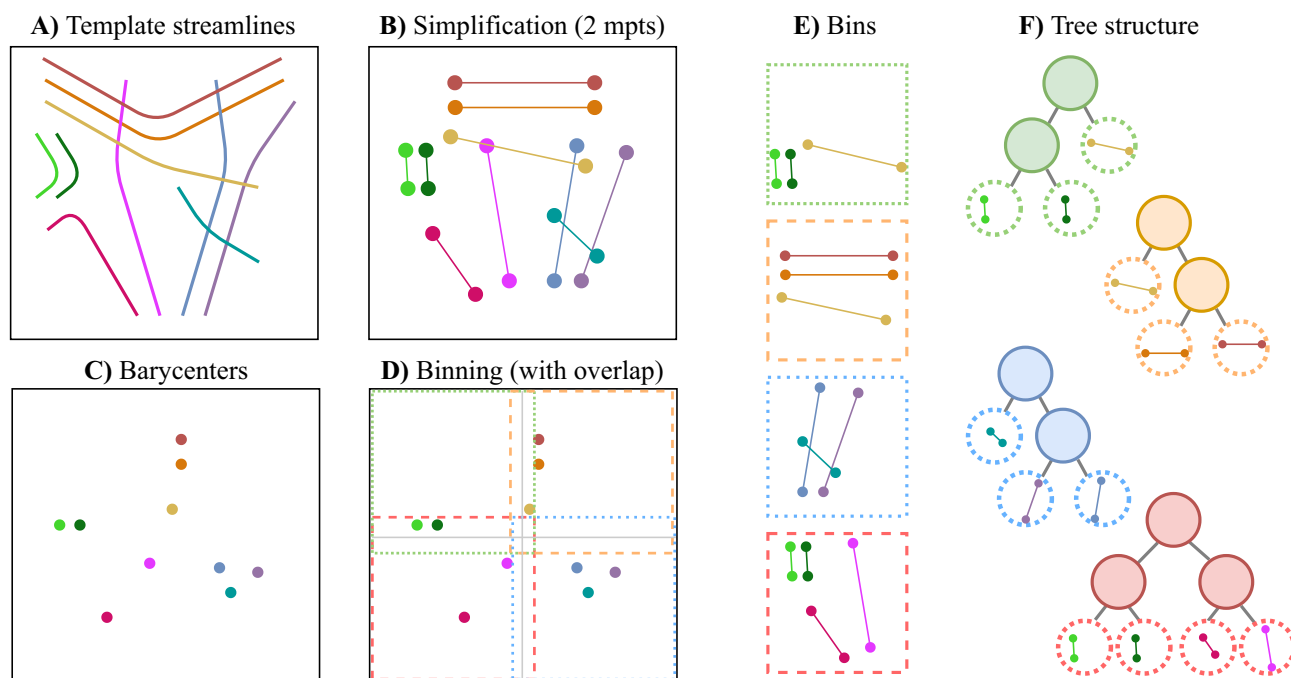 A) Template streamlines
B) Simplification (2 mpts)
E) Bins
F) Tree structure
C) Barycenters
D) Binning (with overlap)